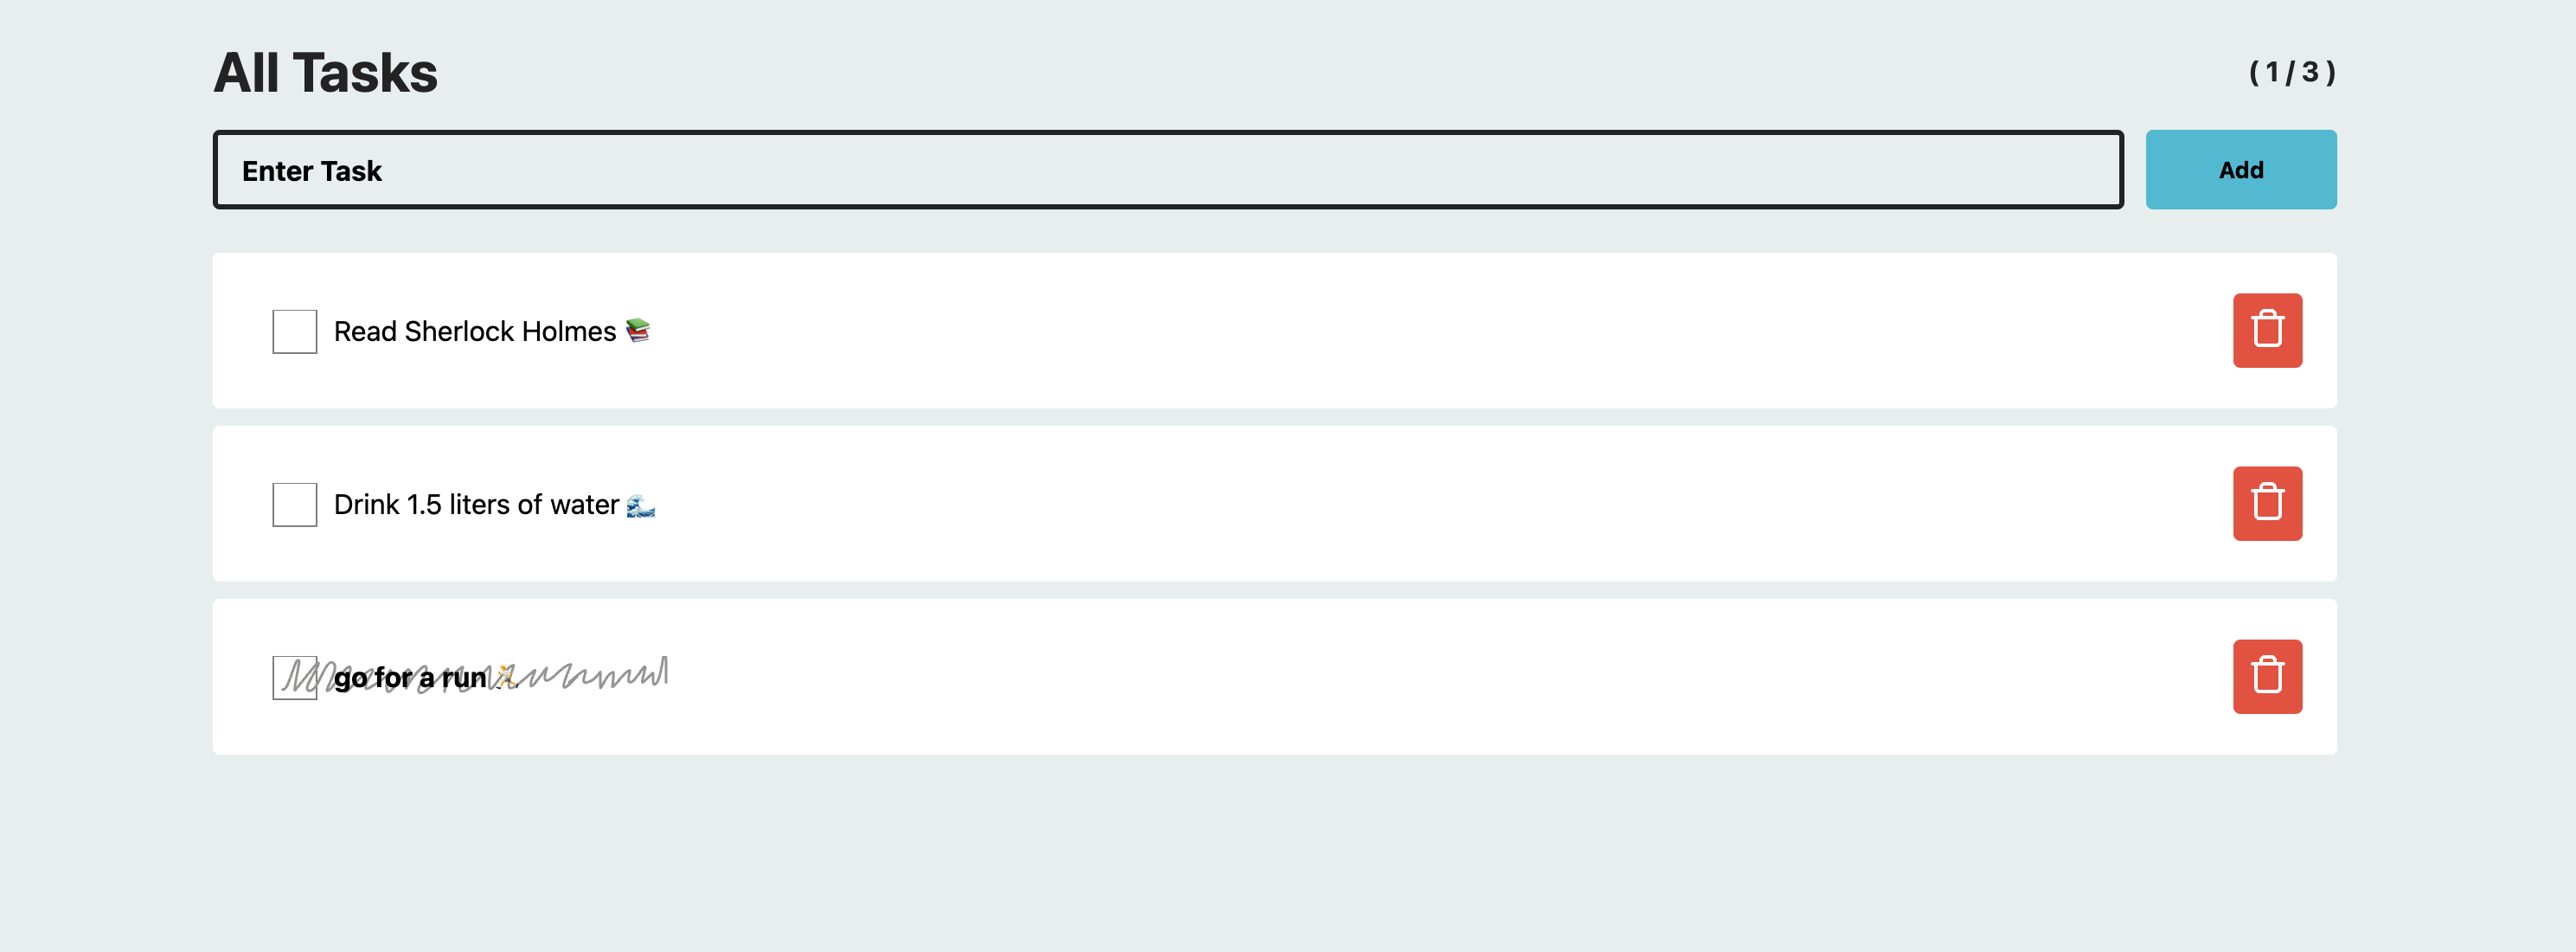 All Tasks
( 1 / 3 )
Enter Task
Add
Read Sherlock Holmes 📚
Drink 1.5 liters of water 🌊
go for a run 🏃